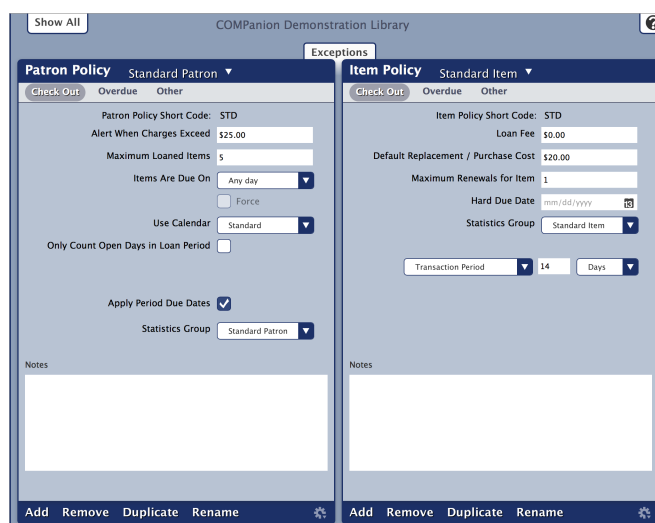 Show All
COMPanion Demonstration Library
?
Exceptions
Patron Policy Standard Patron ▼
Check Out Overdue Other
Patron Policy Short Code: STD
Alert When Charges Exceed $25.00
Maximum Loaned Items 5
Items Are Due On Any day
Force
Use Calendar Standard
Only Count Open Days in Loan Period
Apply Period Due Dates
Statistics Group Standard Patron
Notes
Add Remove Duplicate Rename
Item Policy Standard Item ▼
Check Out Overdue Other
Item Policy Short Code: STD
Loan Fee $0.00
Default Replacement / Purchase Cost $20.00
Maximum Renewals for Item 1
Hard Due Date mm/dd/yyyy 13
Statistics Group Standard Item
Transaction Period 14 Days
Notes
Add Remove Duplicate Rename